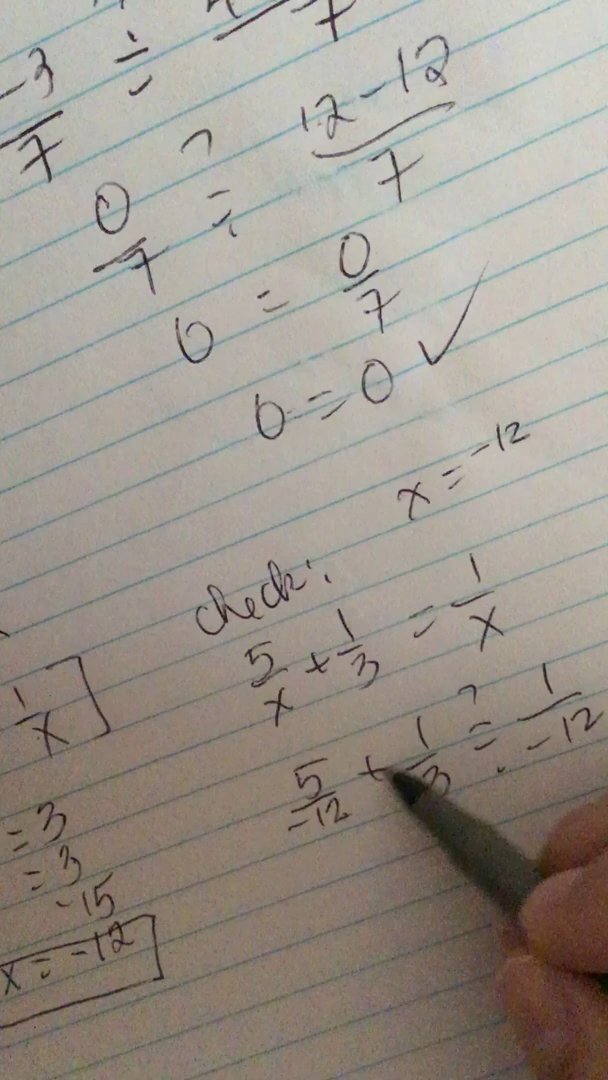 -3/7 ≟ /7
0/7 ≟ 12-12/7
0 = 0/7
0 = 0 ✓
x = -12
check:
5/x + 1/3 = 1/x
5/-12 + 1/3 ≟ 1/-12
1/x]
= 3
= 3
-15
x = -12